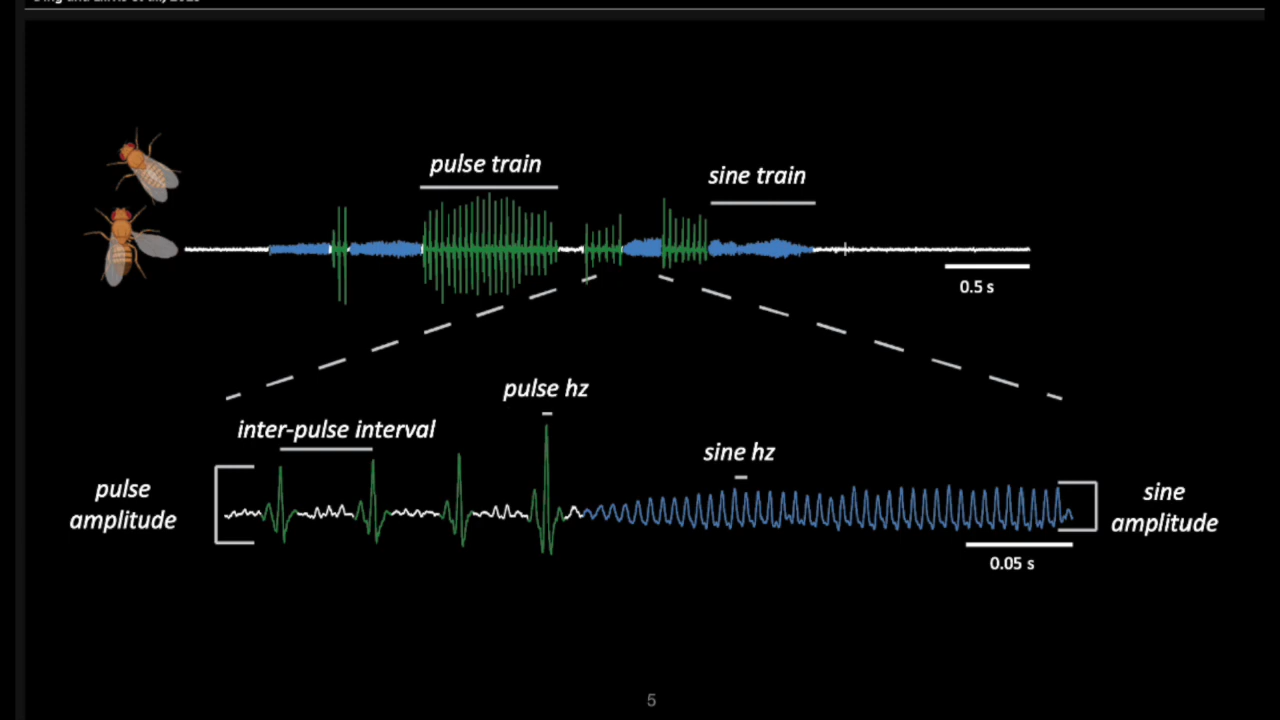 pulse train
sine train
0.5 s
pulse hz
inter-pulse interval
sine hz
pulse
amplitude
sine
amplitude
0.05 s
5